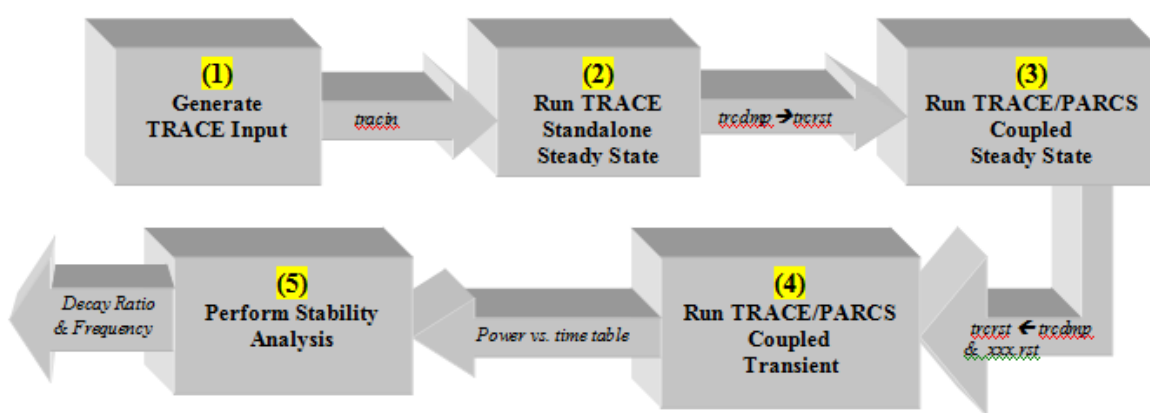 (1)
Generate
TRACE Input
tracin
(2)
Run TRACE
Standalone
Steady State
trcdmp ➔trcrst
(3)
Run TRACE/PARCS
Coupled
Steady State
trcrst 🡨 trcdmp
& xxx.rst
(4)
Run TRACE/PARCS
Coupled
Transient
Power vs. time table
(5)
Perform Stability
Analysis
Decay Ratio
& Frequency